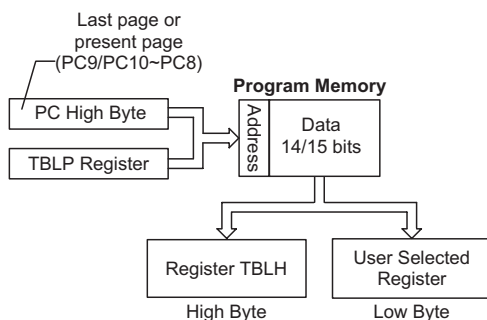 Last page or
present page
(PC9/PC10~PC8)
Program Memory
PC High Byte
TBLP Register
Address
Data
14/15 bits
Register TBLH
User Selected
Register
High Byte
Low Byte